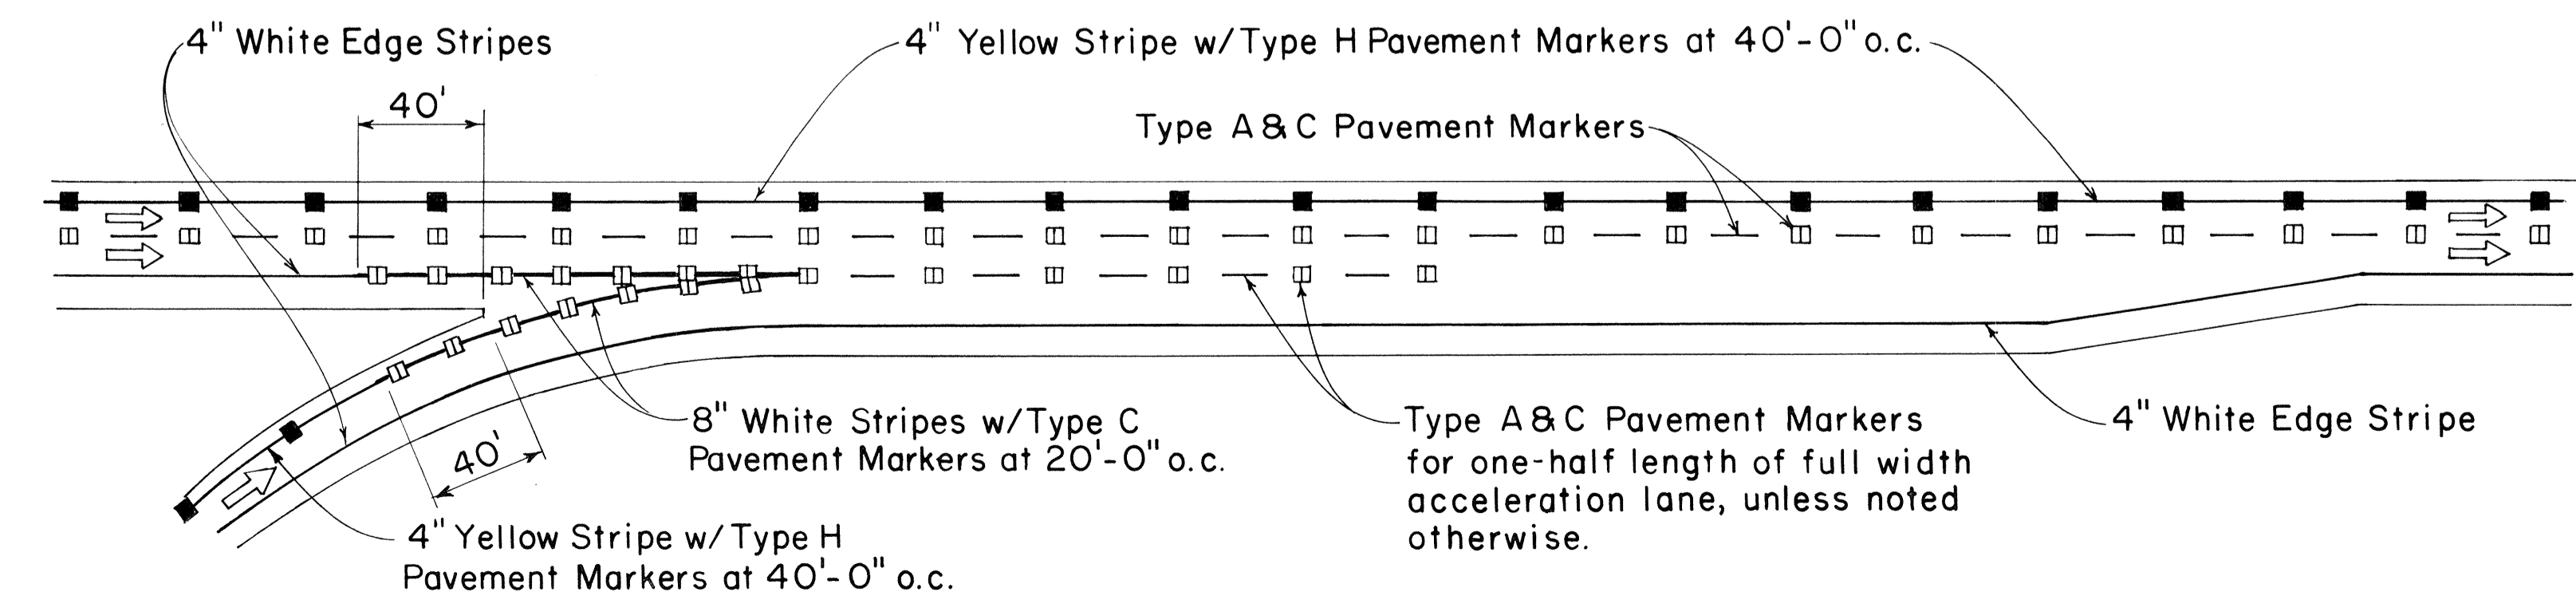 4" White Edge Stripes
4" Yellow Stripe w/Type H Pavement Markers at 40'-0" o.c.
40'
Type A & C Pavement Markers
8" White Stripes w/Type C
Pavement Markers at 20'-0" o.c.
40'
4" Yellow Stripe w/Type H
Pavement Markers at 40'-0" o.c.
Type A & C Pavement Markers
for one-half length of full width
acceleration lane, unless noted
otherwise.
4" White Edge Stripe